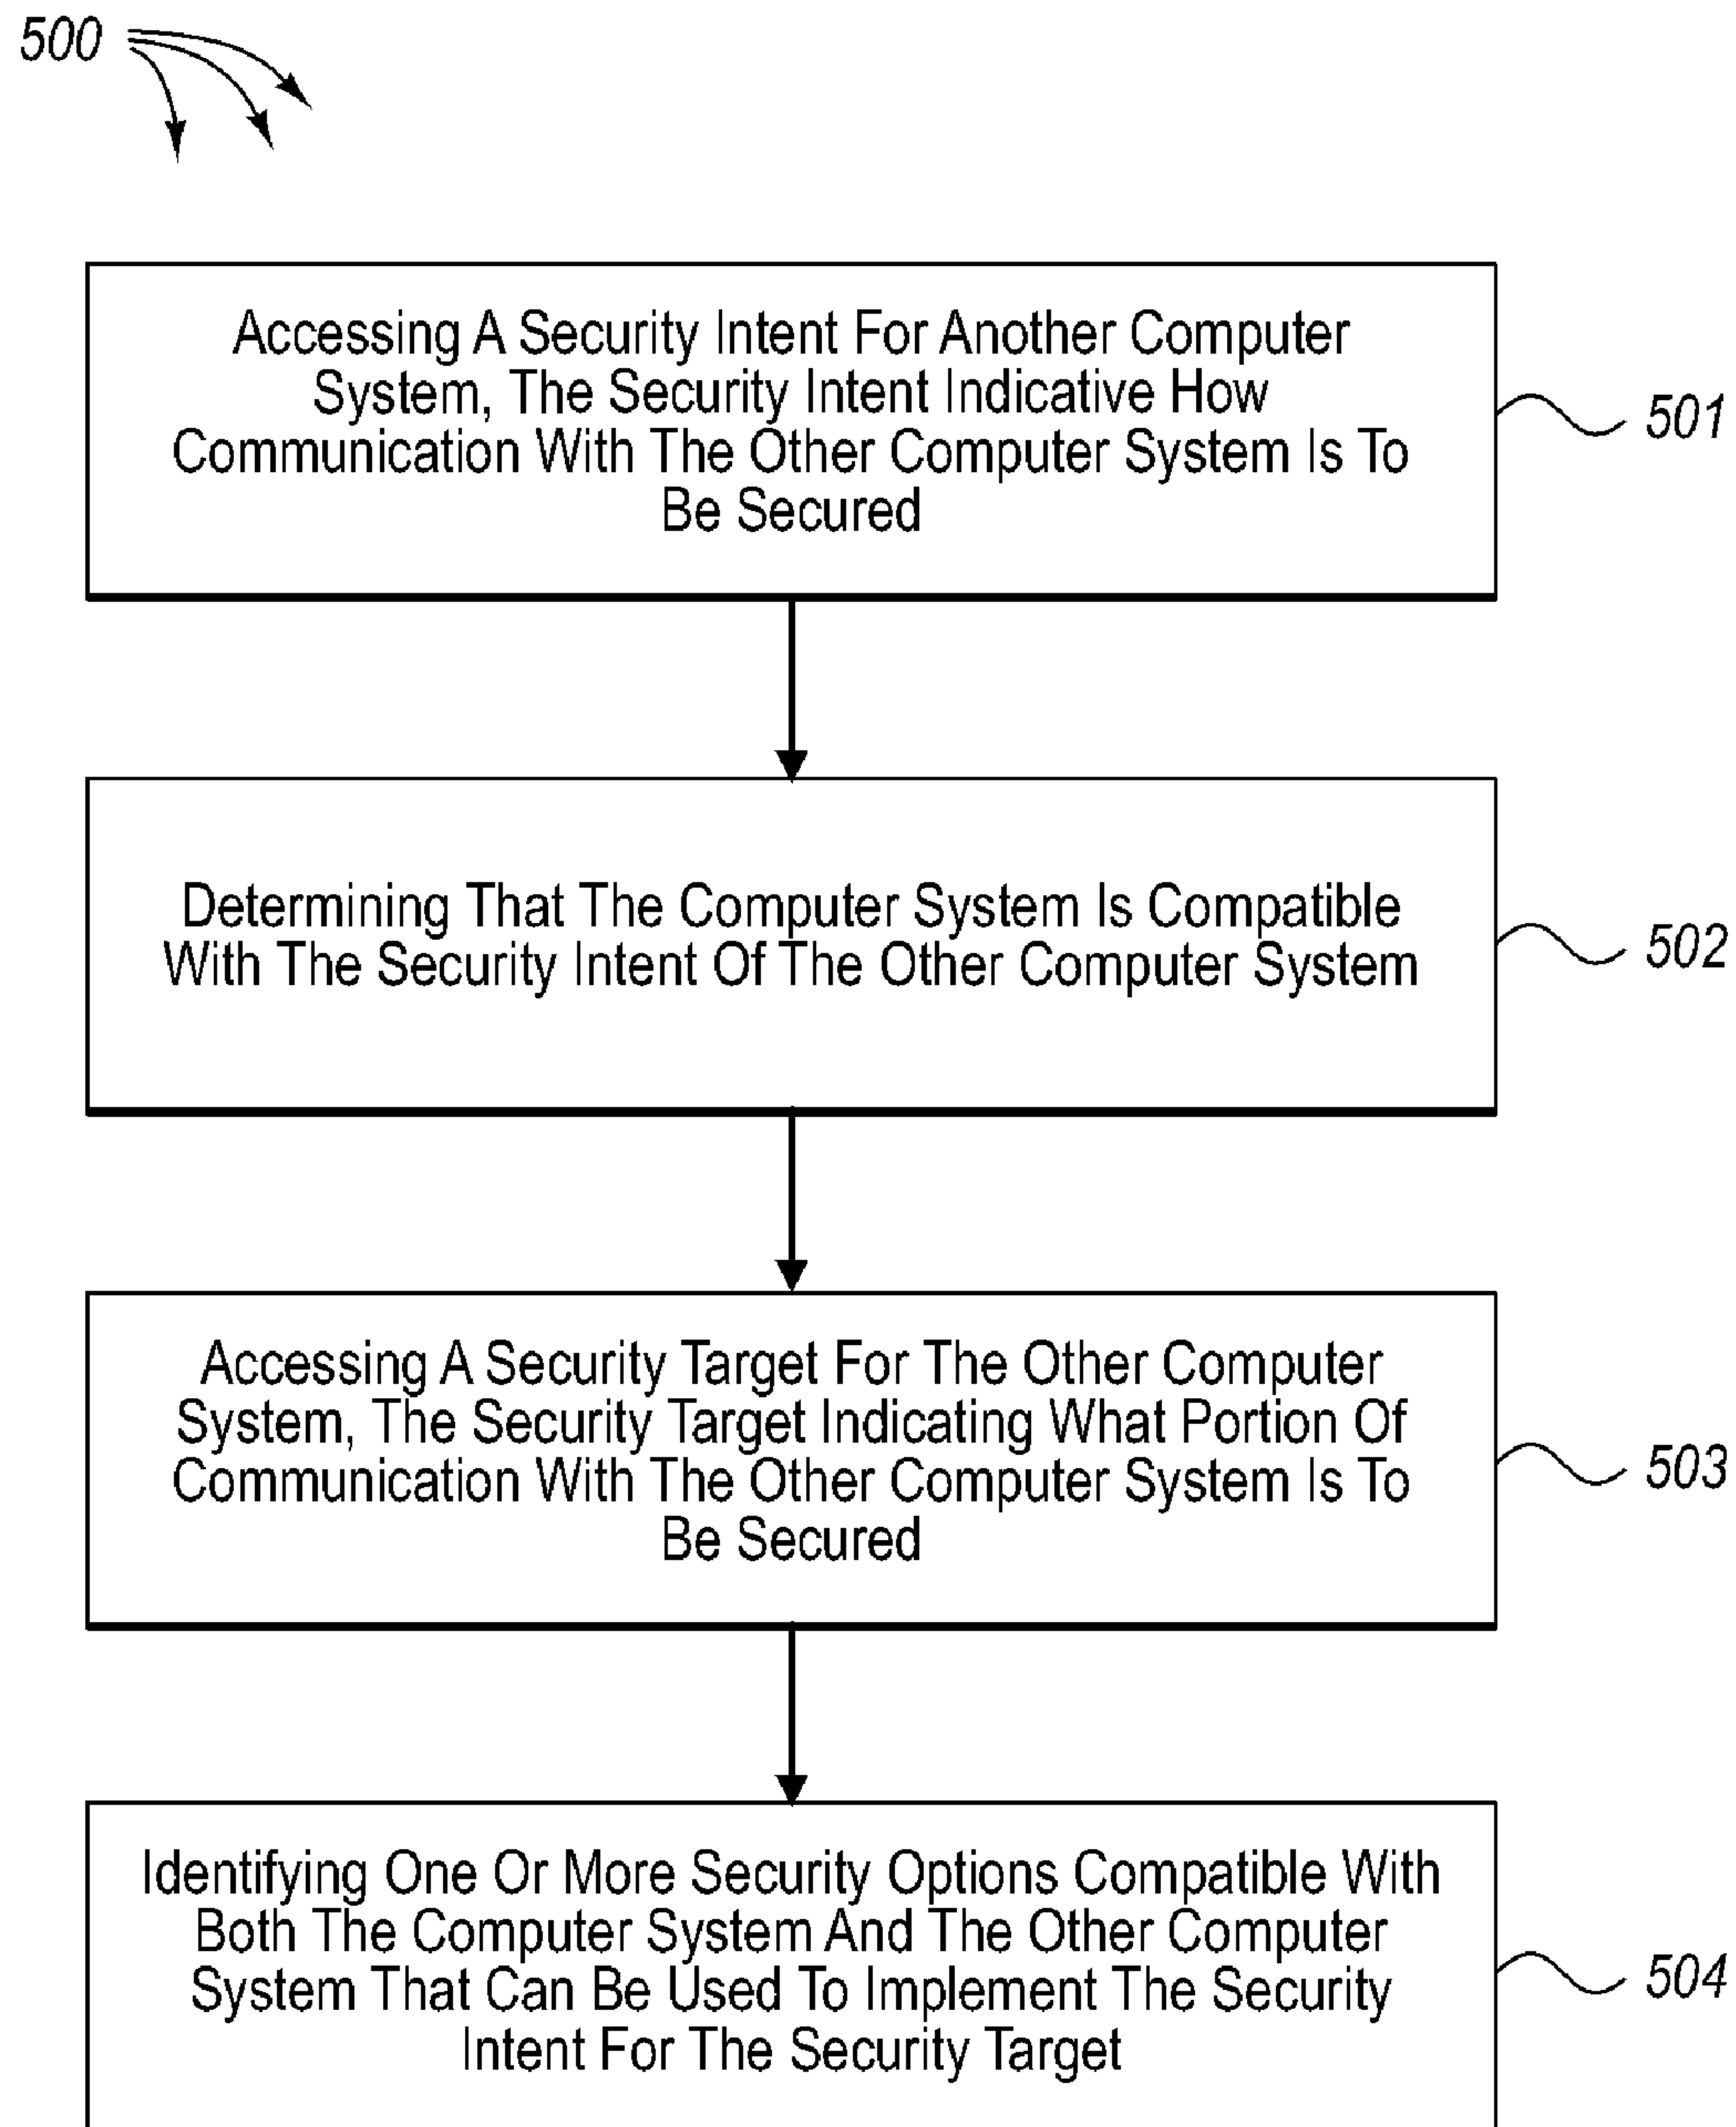 500
Accessing A Security Intent For Another Computer
System, The Security Intent Indicative How
Communication With The Other Computer System Is To
Be Secured
501
Determining That The Computer System Is Compatible
With The Security Intent Of The Other Computer System
502
Accessing A Security Target For The Other Computer
System, The Security Target Indicating What Portion Of
Communication With The Other Computer System Is To
Be Secured
503
Identifying One Or More Security Options Compatible With
Both The Computer System And The Other Computer
System That Can Be Used To Implement The Security
Intent For The Security Target
504